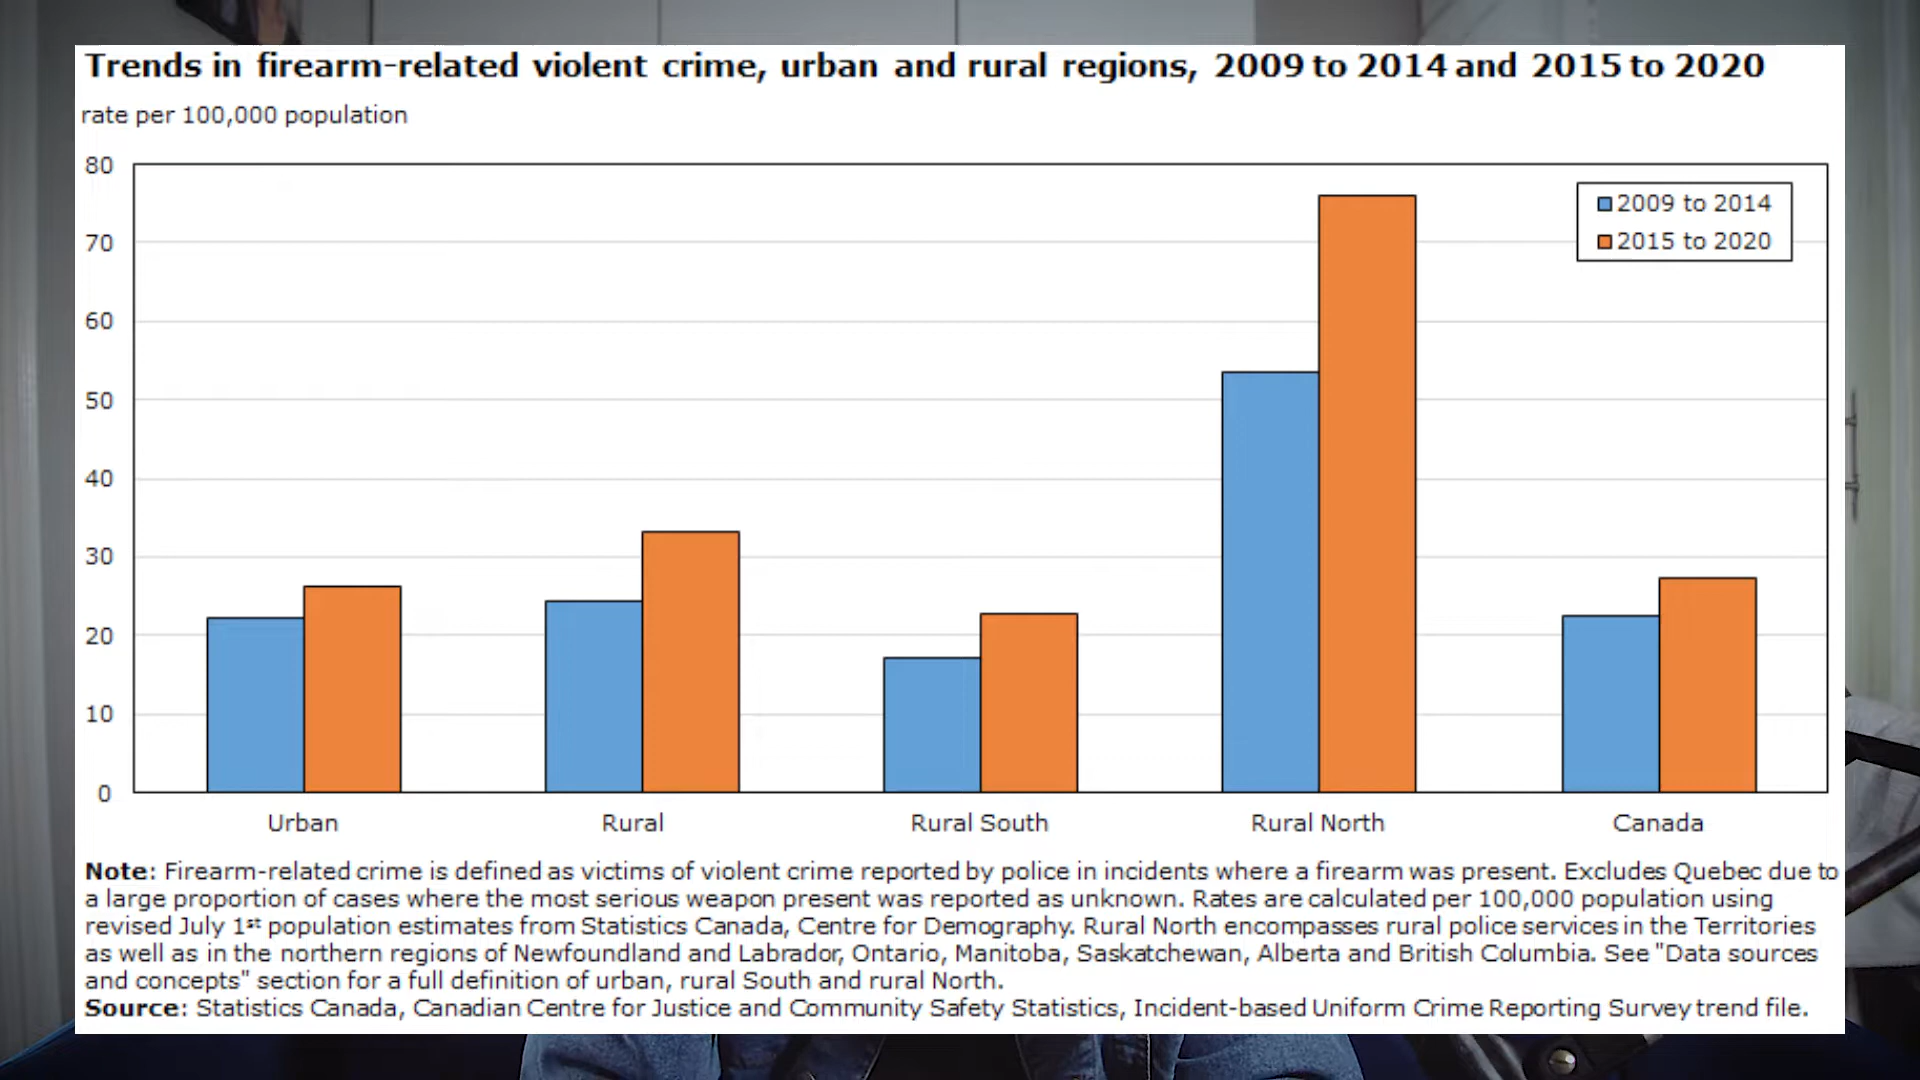 Trends in firearm-related violent crime, urban and rural regions, 2009 to 2014 and 2015 to 2020
rate per 100,000 population
80
70
60
50
40
30
20
10
0
2009 to 2014
2015 to 2020
Urban
Rural
Rural South
Rural North
Canada
Note: Firearm-related crime is defined as victims of violent crime reported by police in incidents where a firearm was present. Excludes Quebec due to
a large proportion of cases where the most serious weapon present was reported as unknown. Rates are calculated per 100,000 population using
revised July 1st population estimates from Statistics Canada, Centre for Demography. Rural North encompasses rural police services in the Territories
as well as in the northern regions of Newfoundland and Labrador, Ontario, Manitoba, Saskatchewan, Alberta and British Columbia. See "Data sources
and concepts" section for a full definition of urban, rural South and rural North.
Source: Statistics Canada, Canadian Centre for Justice and Community Safety Statistics, Incident-based Uniform Crime Reporting Survey trend file.